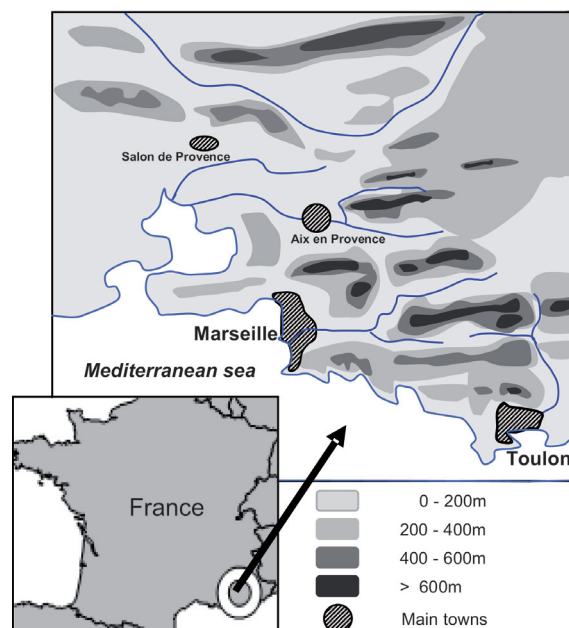 Salon de Provence
Aix en Provence
Marseille
Mediterranean sea
Toulon
France
0 - 200m
200 - 400m
400 - 600m
> 600m
Main towns